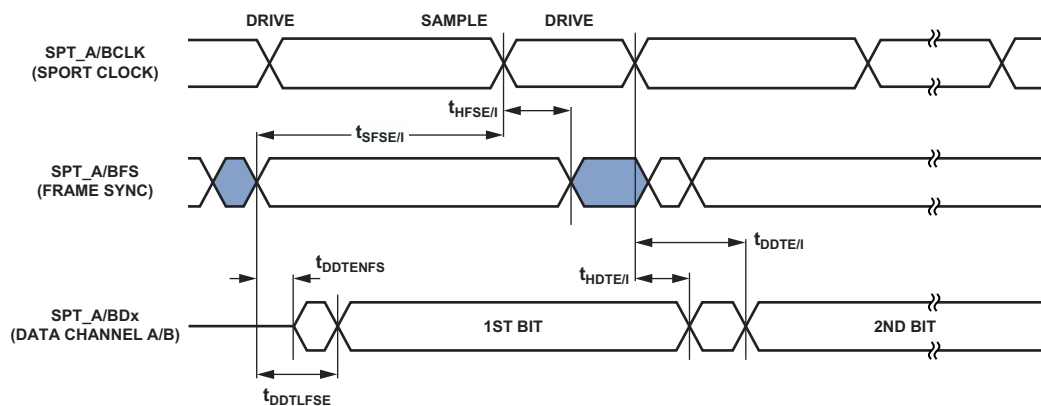 DRIVE SAMPLE DRIVE
SPT_A/BCLK
(SPORT CLOCK)
tHFSE/I
tSFSE/I
SPT_A/BFS
(FRAME SYNC)
tDDTE/I
tDDTENFS
tHDTE/I
SPT_A/BDx
(DATA CHANNEL A/B)
1ST BIT 2ND BIT
tDDTLFSE